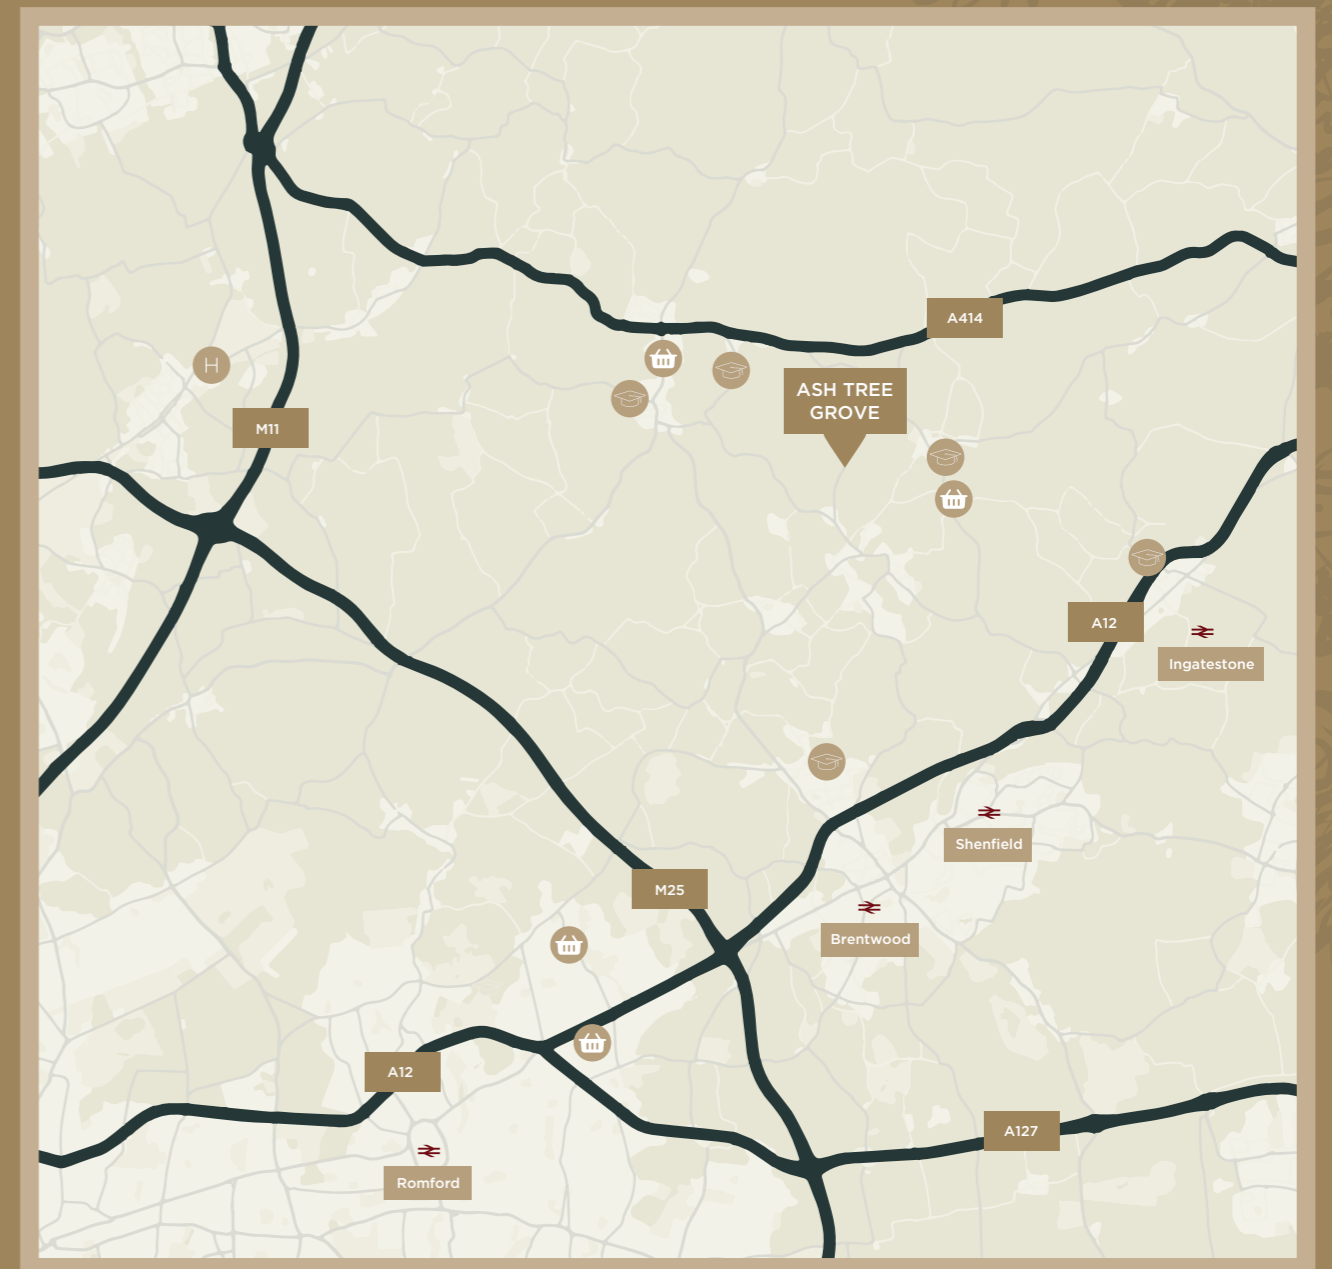 A414
H
ASH TREE
GROVE
M11
A12
Ingatestone
Shenfield
M25
Brentwood
A12
A127
Romford